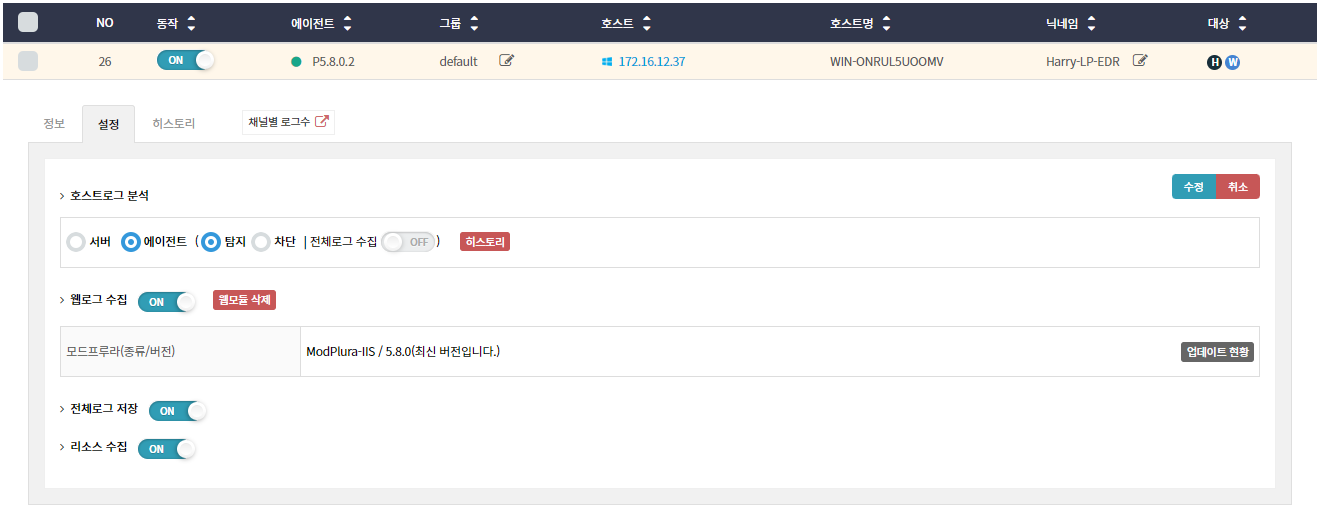 NO 동작 에이전트 그룹 호스트 호스트명 닉네임 대상
26 ON P5.8.0.2 default 172.16.12.37 WIN-ONRUL5UOOMV Harry-LP-EDR H W
정보 설정 히스토리 채널별 로그수
> 호스트로그 분석 수정 취소
서버 에이전트 ( 탐지 차단 | 전체로그 수집 OFF ) 히스토리
> 웹로그 수집 ON 웹모듈 삭제
모드프루라(종류/버전) ModPlura-IIS / 5.8.0(최신 버전입니다.) 업데이트 현황
> 전체로그 저장 ON
> 리소스 수집 ON